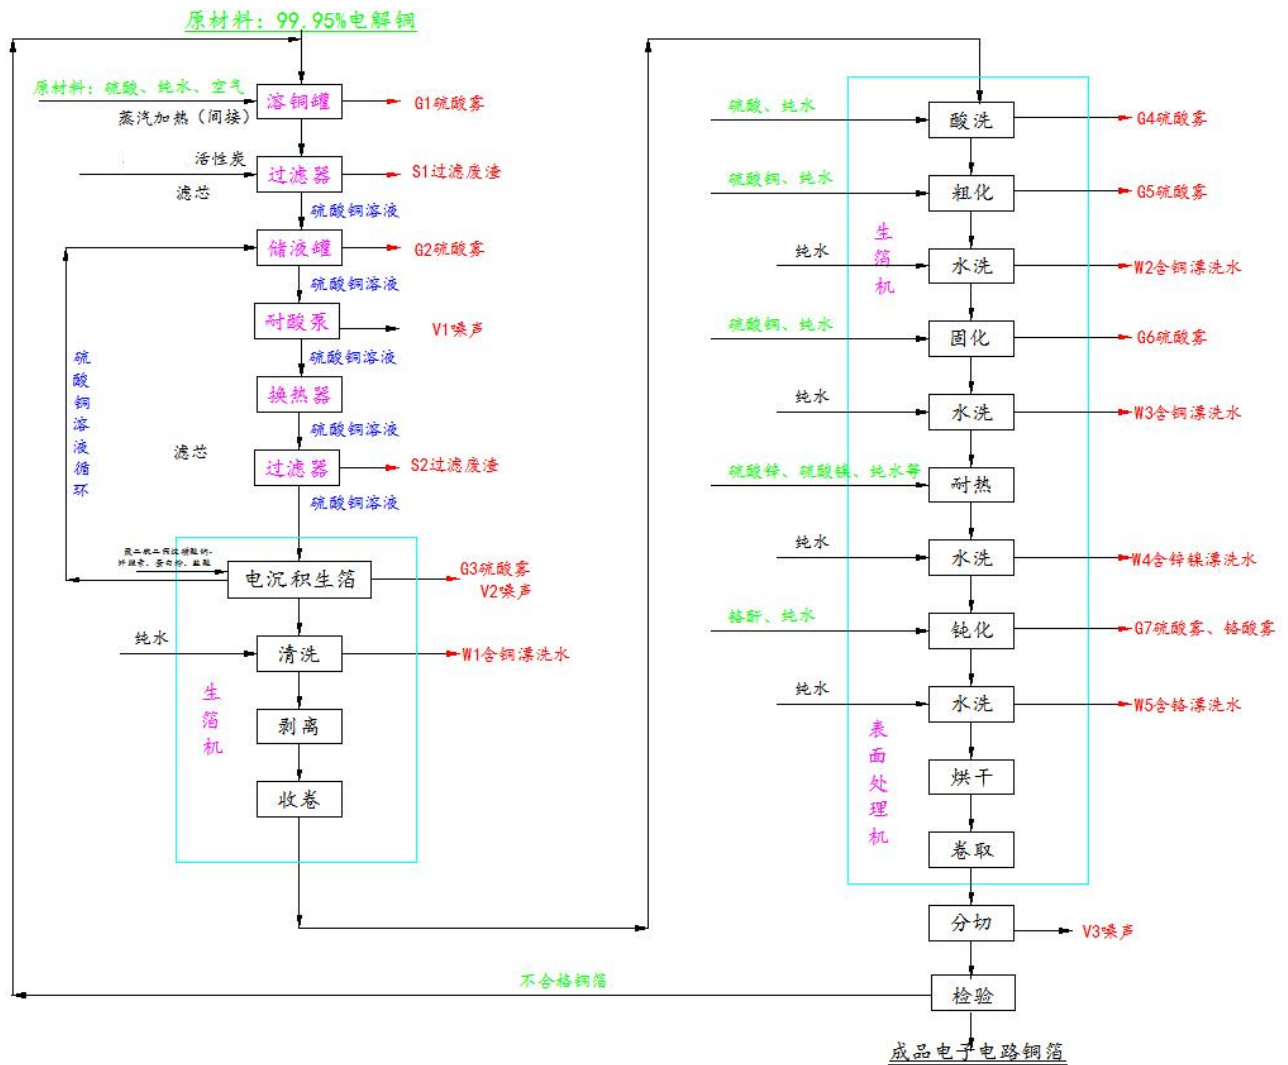 原材料：99.95%电解铜
原材料：硫酸、纯水、空气
溶铜罐
G1硫酸雾
蒸汽加热（间接）
活性炭
过滤器
S1过滤废渣
滤芯
硫酸铜溶液
储液罐
G2硫酸雾
硫酸铜溶液
耐酸泵
V1噪声
硫酸铜溶液
换热器
硫酸铜溶液
滤芯
过滤器
S2过滤废渣
硫酸铜溶液
硫酸铜溶液循环
电沉积生箔
G3硫酸雾
V2噪声
纯水
清洗
W1含铜漂洗水
生箔机
剥离
收卷
硫酸、纯水
酸洗
G4硫酸雾
硫酸铜、纯水
粗化
G5硫酸雾
生箔机
纯水
水洗
W2含铜漂洗水
硫酸铜、纯水
固化
G6硫酸雾
纯水
水洗
W3含铜漂洗水
硫酸锌、硫酸镍、纯水等
耐热
纯水
水洗
W4含锌镍漂洗水
铬酐、纯水
钝化
G7硫酸雾、铬酸雾
纯水
水洗
W5含铬漂洗水
表面处理机
烘干
卷取
分切
V3噪声
不合格铜箔
检验
成品电子电路铜箔